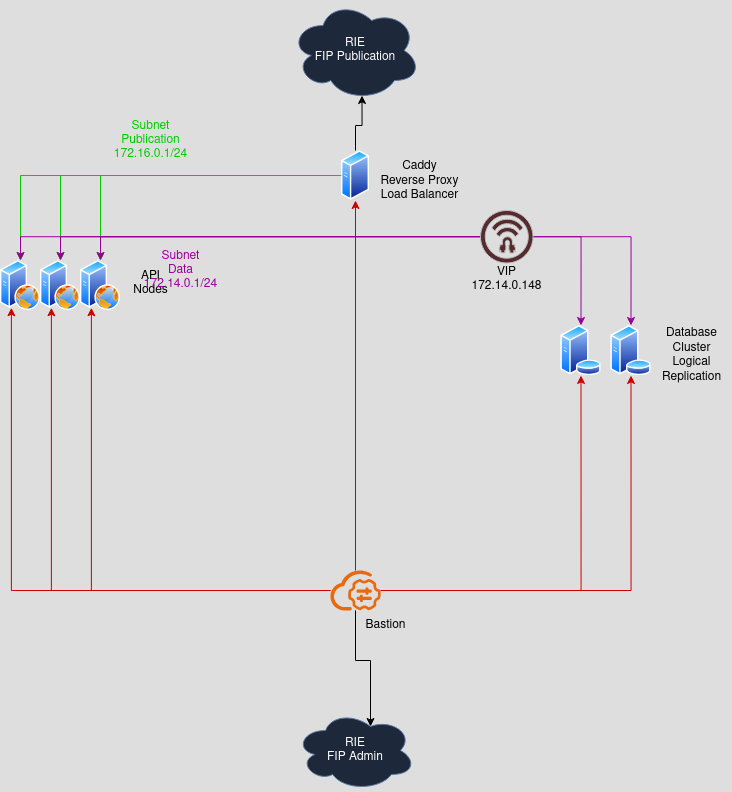 RIE
FIP Publication
Subnet
Publication
172.16.0.1/24
Caddy
Reverse Proxy
Load Balancer
Subnet
Data
172.14.0.1/24
API
Nodes
VIP
172.14.0.148
Database
Cluster
Logical
Replication
Bastion
RIE
FIP Admin